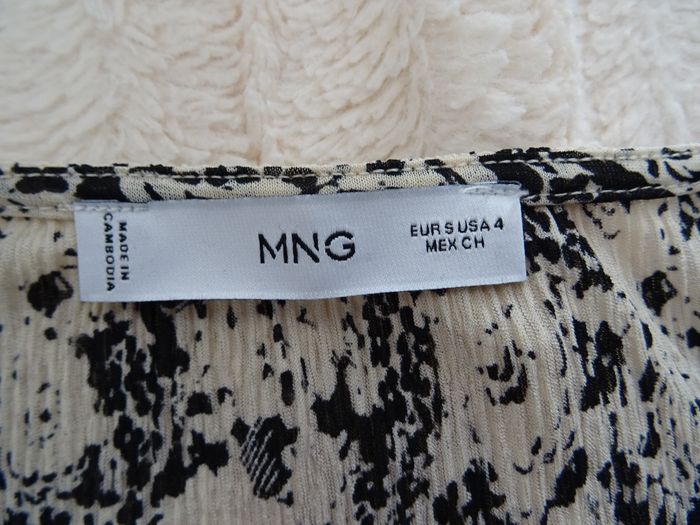 MADE IN
CAMBODIA
MNG
EUR S USA 4
MEX CH